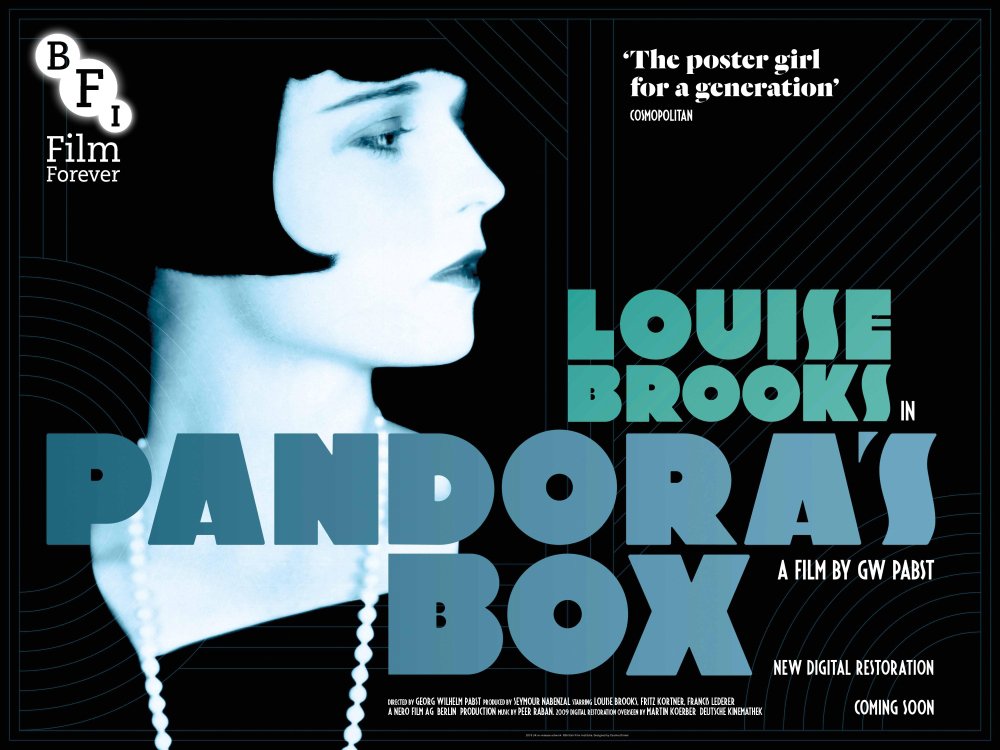 BFI
Film
Forever
‘The poster girl
for a generation’
COSMOPOLITAN
LOUISE
BROOKS IN
PANDORA'S
BOX
A FILM BY GW PABST
NEW DIGITAL RESTORATION
COMING SOON
DIRECTED BY GEORG WILHELM PABST PRODUCED BY SEYMOUR NABENZAL STARRING LOUISE BROOKS, FRITZ KORTNER, FRANCIS LEDERER
A NERO FILM AG BERLIN PRODUCTION MUSIC BY PEER RABAN, 2009 DIGITAL RESTORATION OVERSEEN BY MARTIN KOERBER DEUTSCHE KINEMATHEK